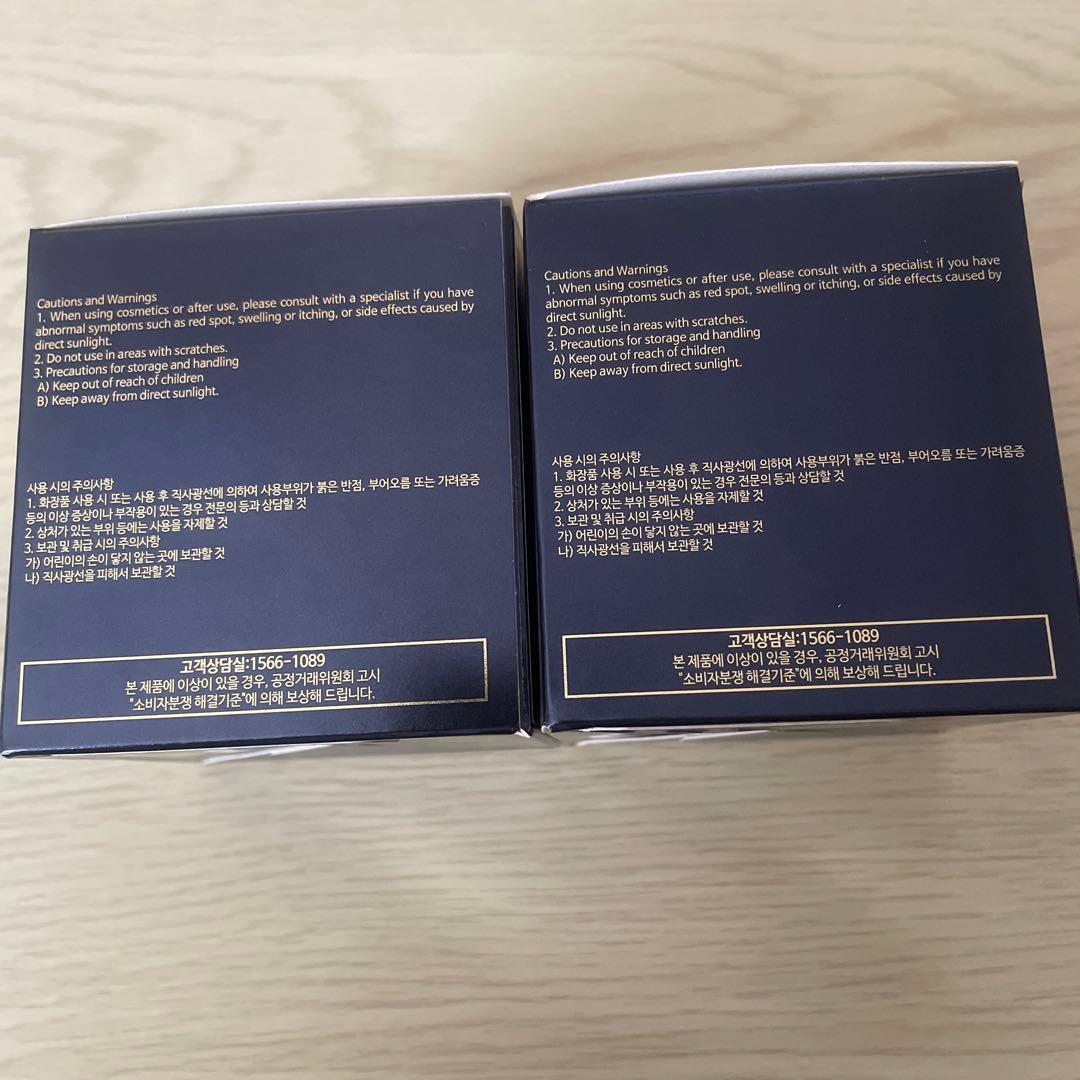 Cautions and Warnings
1. When using cosmetics or after use, please consult with a specialist if you have
abnormal symptoms such as red spot, swelling or itching, or side effects caused by
direct sunlight.
2. Do not use in areas with scratches.
3. Precautions for storage and handling
A) Keep out of reach of children
B) Keep away from direct sunlight.
사용 시의 주의사항
1. 화장품 사용 시 또는 사용 후 직사광선에 의하여 사용부위가 붉은 반점, 부어오름 또는 가려움증
등의 이상 증상이나 부작용이 있는 경우 전문의 등과 상담할 것
2. 상처가 있는 부위 등에는 사용을 자제할 것
3. 보관 및 취급 시의 주의사항
가) 어린이의 손이 닿지 않는 곳에 보관할 것
나) 직사광선을 피해서 보관할 것
고객상담실:1566-1089
본 제품에 이상이 있을 경우, 공정거래위원회 고시
"소비자분쟁 해결기준"에 의해 보상해 드립니다.
Cautions and Warnings
1. When using cosmetics or after use, please consult with a specialist if you have
abnormal symptoms such as red spot, swelling or itching, or side effects caused by
direct sunlight.
2. Do not use in areas with scratches.
3. Precautions for storage and handling
A) Keep out of reach of children
B) Keep away from direct sunlight.
사용 시의 주의사항
1. 화장품 사용 시 또는 사용 후 직사광선에 의하여 사용부위가 붉은 반점, 부어오름 또는 가려움증
등의 이상 증상이나 부작용이 있는 경우 전문의 등과 상담할 것
2. 상처가 있는 부위 등에는 사용을 자제할 것
3. 보관 및 취급 시의 주의사항
가) 어린이의 손이 닿지 않는 곳에 보관할 것
나) 직사광선을 피해서 보관할 것
고객상담실:1566-1089
본 제품에 이상이 있을 경우, 공정거래위원회 고시
"소비자분쟁 해결기준"에 의해 보상해 드립니다.